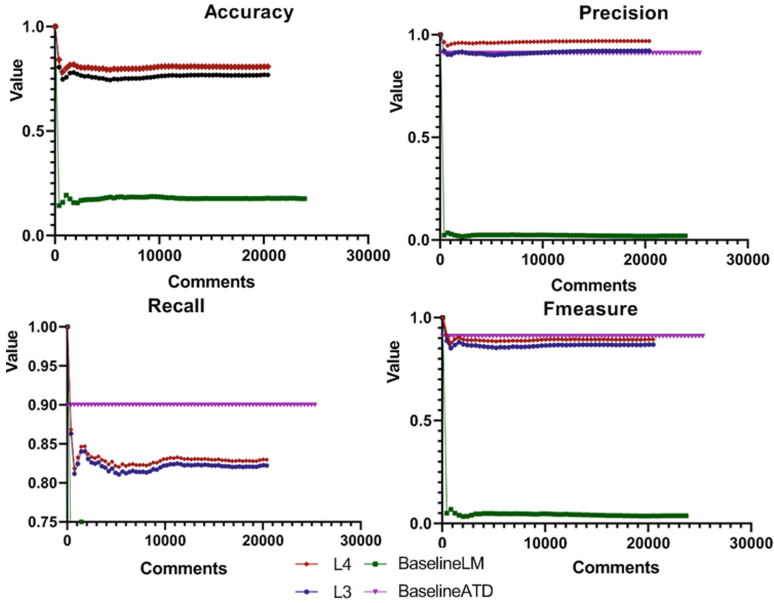 Accuracy
1.0
0.5
0.0
Value
0
10000
20000
30000
Comments
Precision
1.0
0.5
0.0
Value
0
10000
20000
30000
Comments
Recall
1.00
0.95
0.90
0.85
0.80
0.75
Value
0
10000
20000
30000
Comments
Fmeasure
1.0
0.5
0.0
Value
0
10000
20000
30000
Comments
L4
BaselineLM
L3
BaselineATD